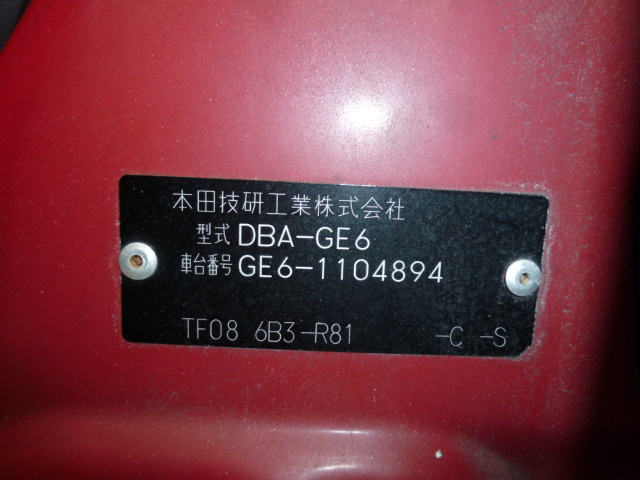 本田技研工業株式会社
型式 DBA-GE6
車台番号 GE6-1104894
TF08 6B3-R81 -C -S